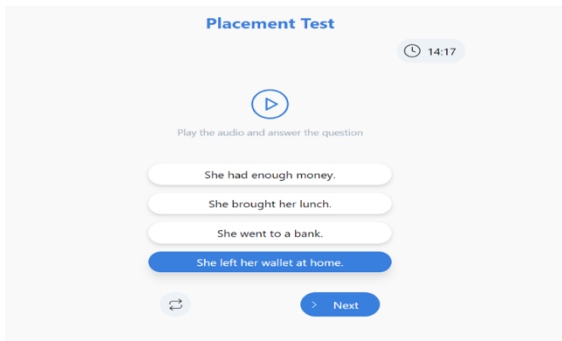 Placement Test
14:17
Play the audio and answer the question
She had enough money.
She brought her lunch.
She went to a bank.
She left her wallet at home.
> Next